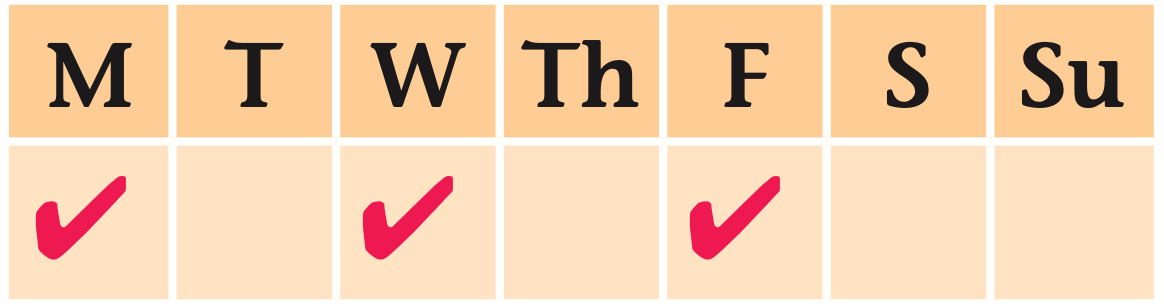 M T W Th F S Su
✔ ✔ ✔